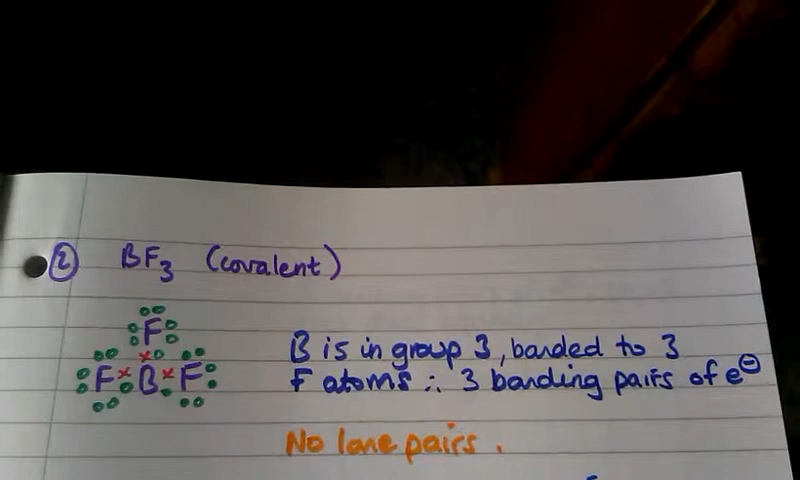 ② BF₃ (covalent)
F
F B F
B is in group 3, bonded to 3
F atoms ∴ 3 bonding pairs of e⊖
No lone pairs.